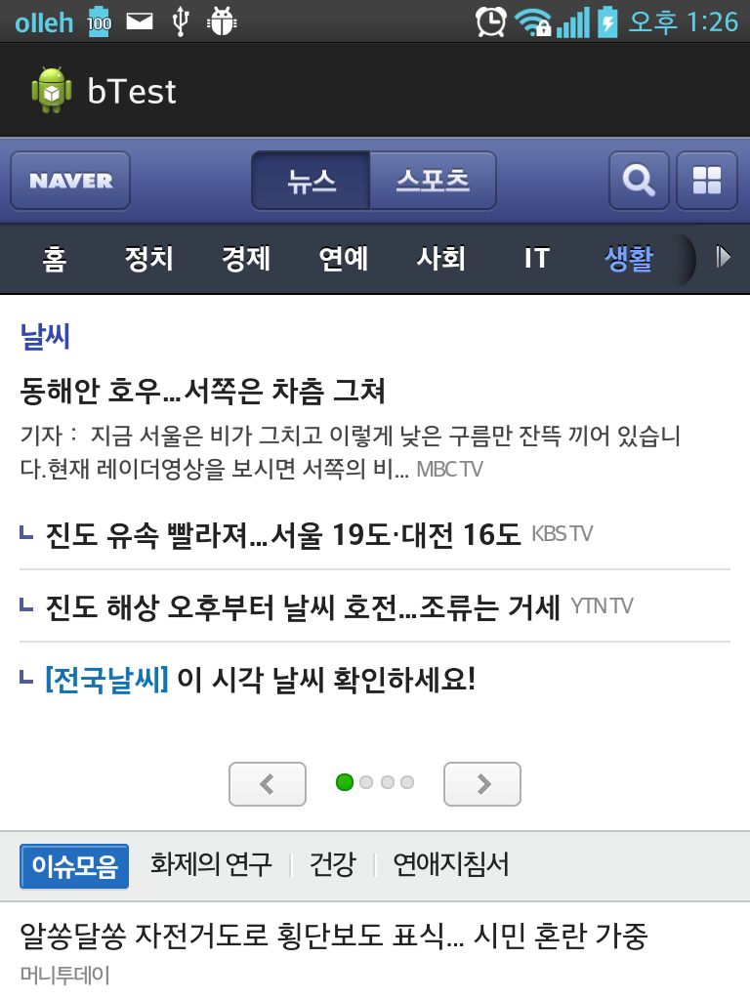 olleh 100 오후 1:26
bTest
NAVER 뉴스 스포츠
홈 정치 경제 연예 사회 IT 생활
날씨
동해안 호우...서쪽은 차츰 그쳐
기자 : 지금 서울은 비가 그치고 이렇게 낮은 구름만 잔뜩 끼어 있습니
다.현재 레이더영상을 보시면 서쪽의 비... MBC TV
진도 유속 빨라져...서울 19도·대전 16도 KBS TV
진도 해상 오후부터 날씨 호전...조류는 거세 YTN TV
[전국날씨] 이 시각 날씨 확인하세요!
이슈모음 화제의 연구 건강 연애지침서
알쏭달쏭 자전거도로 횡단보도 표식... 시민 혼란 가중
머니투데이